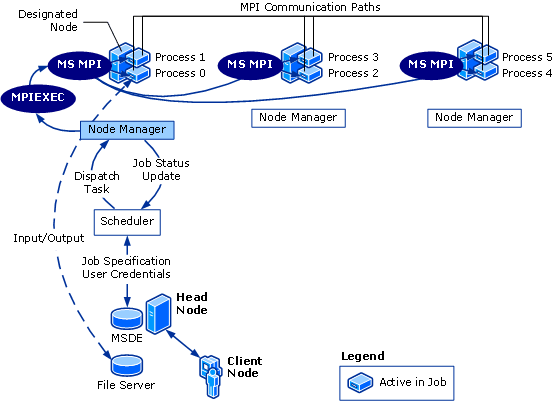 MPI Communication Paths
Designated
Node
MS MPI
Process 1
Process 0
MS MPI
Process 3
Process 2
MS MPI
Process 5
Process 4
MPIEXEC
Node Manager
Node Manager
Node Manager
Dispatch
Task
Job Status
Update
Scheduler
Input/Output
Job Specification
User Credentials
Head
Node
MSDE
Client
Node
File Server
Legend
Active in Job